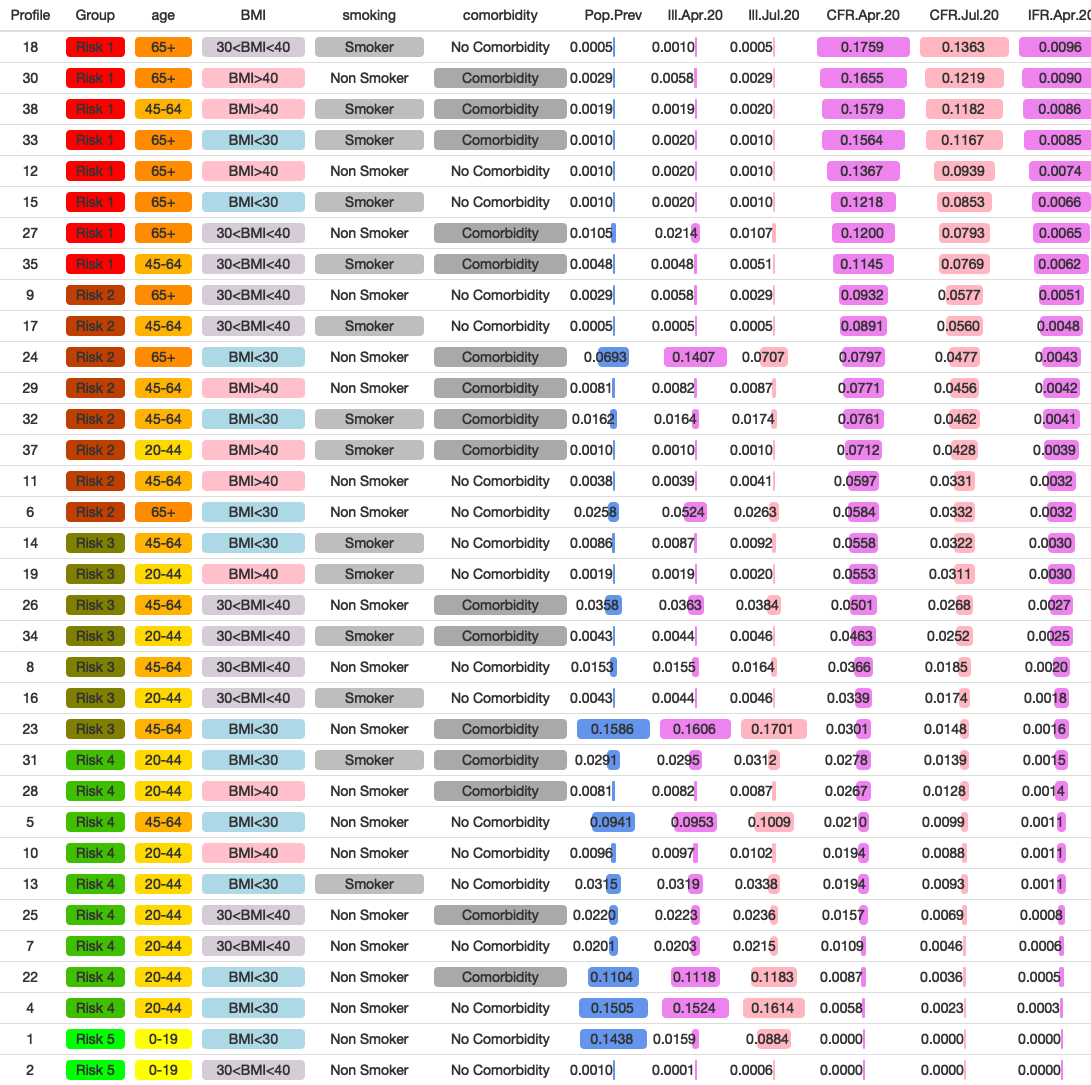 Profile Group age BMI smoking comorbidity Pop.Prev Ill.Apr.20 Ill.Jul.20 CFR.Apr.20 CFR.Jul.20 IFR.Apr.20
18 Risk 1 65+ 30<BMI<40 Smoker No Comorbidity 0.0005 0.0010 0.0005 0.1759 0.1363 0.0096
30 Risk 1 65+ BMI>40 Non Smoker Comorbidity 0.0029 0.0058 0.0029 0.1655 0.1219 0.0090
38 Risk 1 45-64 BMI>40 Smoker Comorbidity 0.0019 0.0019 0.0020 0.1579 0.1182 0.0086
33 Risk 1 65+ BMI<30 Smoker Comorbidity 0.0010 0.0020 0.0010 0.1564 0.1167 0.0085
12 Risk 1 65+ BMI>40 Non Smoker No Comorbidity 0.0010 0.0020 0.0010 0.1367 0.0939 0.0074
15 Risk 1 65+ BMI<30 Smoker No Comorbidity 0.0010 0.0020 0.0010 0.1218 0.0853 0.0066
27 Risk 1 65+ 30<BMI<40 Non Smoker Comorbidity 0.0105 0.0214 0.0107 0.1200 0.0793 0.0065
35 Risk 1 45-64 30<BMI<40 Smoker Comorbidity 0.0048 0.0048 0.0051 0.1145 0.0769 0.0062
9 Risk 2 65+ 30<BMI<40 Non Smoker No Comorbidity 0.0029 0.0058 0.0029 0.0932 0.0577 0.0051
17 Risk 2 45-64 30<BMI<40 Smoker No Comorbidity 0.0005 0.0005 0.0005 0.0891 0.0560 0.0048
24 Risk 2 65+ BMI<30 Non Smoker Comorbidity 0.0693 0.1407 0.0707 0.0797 0.0477 0.0043
29 Risk 2 45-64 BMI>40 Non Smoker Comorbidity 0.0081 0.0082 0.0087 0.0771 0.0456 0.0042
32 Risk 2 45-64 BMI<30 Smoker Comorbidity 0.0162 0.0164 0.0174 0.0761 0.0462 0.0041
37 Risk 2 20-44 BMI>40 Smoker Comorbidity 0.0010 0.0010 0.0010 0.0712 0.0428 0.0039
11 Risk 2 45-64 BMI>40 Non Smoker No Comorbidity 0.0038 0.0039 0.0041 0.0597 0.0331 0.0032
6 Risk 2 65+ BMI<30 Non Smoker No Comorbidity 0.0258 0.0524 0.0263 0.0584 0.0332 0.0032
14 Risk 3 45-64 BMI<30 Smoker No Comorbidity 0.0086 0.0087 0.0092 0.0558 0.0322 0.0030
19 Risk 3 20-44 BMI>40 Smoker No Comorbidity 0.0019 0.0019 0.0020 0.0553 0.0311 0.0030
26 Risk 3 45-64 30<BMI<40 Non Smoker Comorbidity 0.0358 0.0363 0.0384 0.0501 0.0268 0.0027
34 Risk 3 20-44 30<BMI<40 Smoker Comorbidity 0.0043 0.0044 0.0046 0.0463 0.0252 0.0025
8 Risk 3 45-64 30<BMI<40 Non Smoker No Comorbidity 0.0153 0.0155 0.0164 0.0366 0.0185 0.0020
16 Risk 3 20-44 30<BMI<40 Smoker No Comorbidity 0.0043 0.0044 0.0046 0.0339 0.0174 0.0018
23 Risk 3 45-64 BMI<30 Non Smoker Comorbidity 0.1586 0.1606 0.1701 0.0301 0.0148 0.0016
31 Risk 4 20-44 BMI<30 Smoker Comorbidity 0.0291 0.0295 0.0312 0.0278 0.0139 0.0015
28 Risk 4 20-44 BMI>40 Non Smoker Comorbidity 0.0081 0.0082 0.0087 0.0267 0.0128 0.0014
5 Risk 4 45-64 BMI<30 Non Smoker No Comorbidity 0.0941 0.0953 0.1009 0.0210 0.0099 0.0011
10 Risk 4 20-44 BMI>40 Non Smoker No Comorbidity 0.0096 0.0097 0.0102 0.0194 0.0088 0.0011
13 Risk 4 20-44 BMI<30 Smoker No Comorbidity 0.0315 0.0319 0.0338 0.0194 0.0093 0.0011
25 Risk 4 20-44 30<BMI<40 Non Smoker Comorbidity 0.0220 0.0223 0.0236 0.0157 0.0069 0.0008
7 Risk 4 20-44 30<BMI<40 Non Smoker No Comorbidity 0.0201 0.0203 0.0215 0.0109 0.0046 0.0006
22 Risk 4 20-44 BMI<30 Non Smoker Comorbidity 0.1104 0.1118 0.1183 0.0087 0.0036 0.0005
4 Risk 4 20-44 BMI<30 Non Smoker No Comorbidity 0.1505 0.1524 0.1614 0.0058 0.0023 0.0003
1 Risk 5 0-19 BMI<30 Non Smoker No Comorbidity 0.1438 0.0159 0.0884 0.0000 0.0000 0.0000
2 Risk 5 0-19 30<BMI<40 Non Smoker No Comorbidity 0.0010 0.0001 0.0006 0.0000 0.0000 0.0000